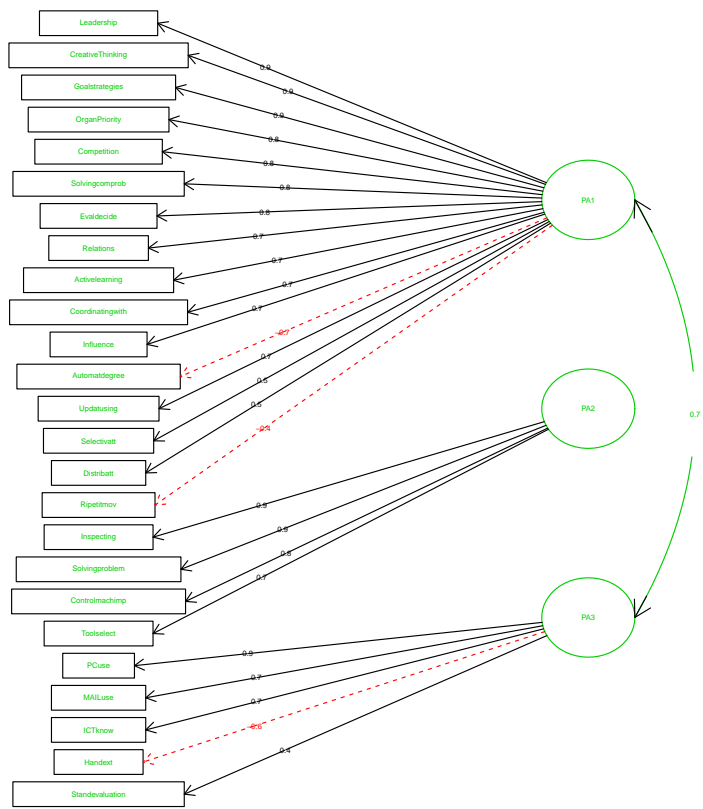 Leadership
CreativeThinking
Goalstrategies
OrganPriority
Competition
Solvingcomprob
Evaldecide
Relations
Activelearning
Coordinatingwith
Influence
Automatdegree
Updatusing
Selectivatt
Distribatt
Ripetitmov
Inspecting
Solvingproblem
Controlmachimp
Toolselect
PCuse
MAILuse
ICTknow
Handext
Standevaluation
0.9
0.9
0.9
0.8
0.8
0.8
0.8
0.7
0.7
0.7
0.7
-0.7
0.7
0.5
0.5
-0.4
0.9
0.9
0.8
0.7
0.9
0.7
0.7
-0.6
0.4
PA1
PA2
PA3
0.7